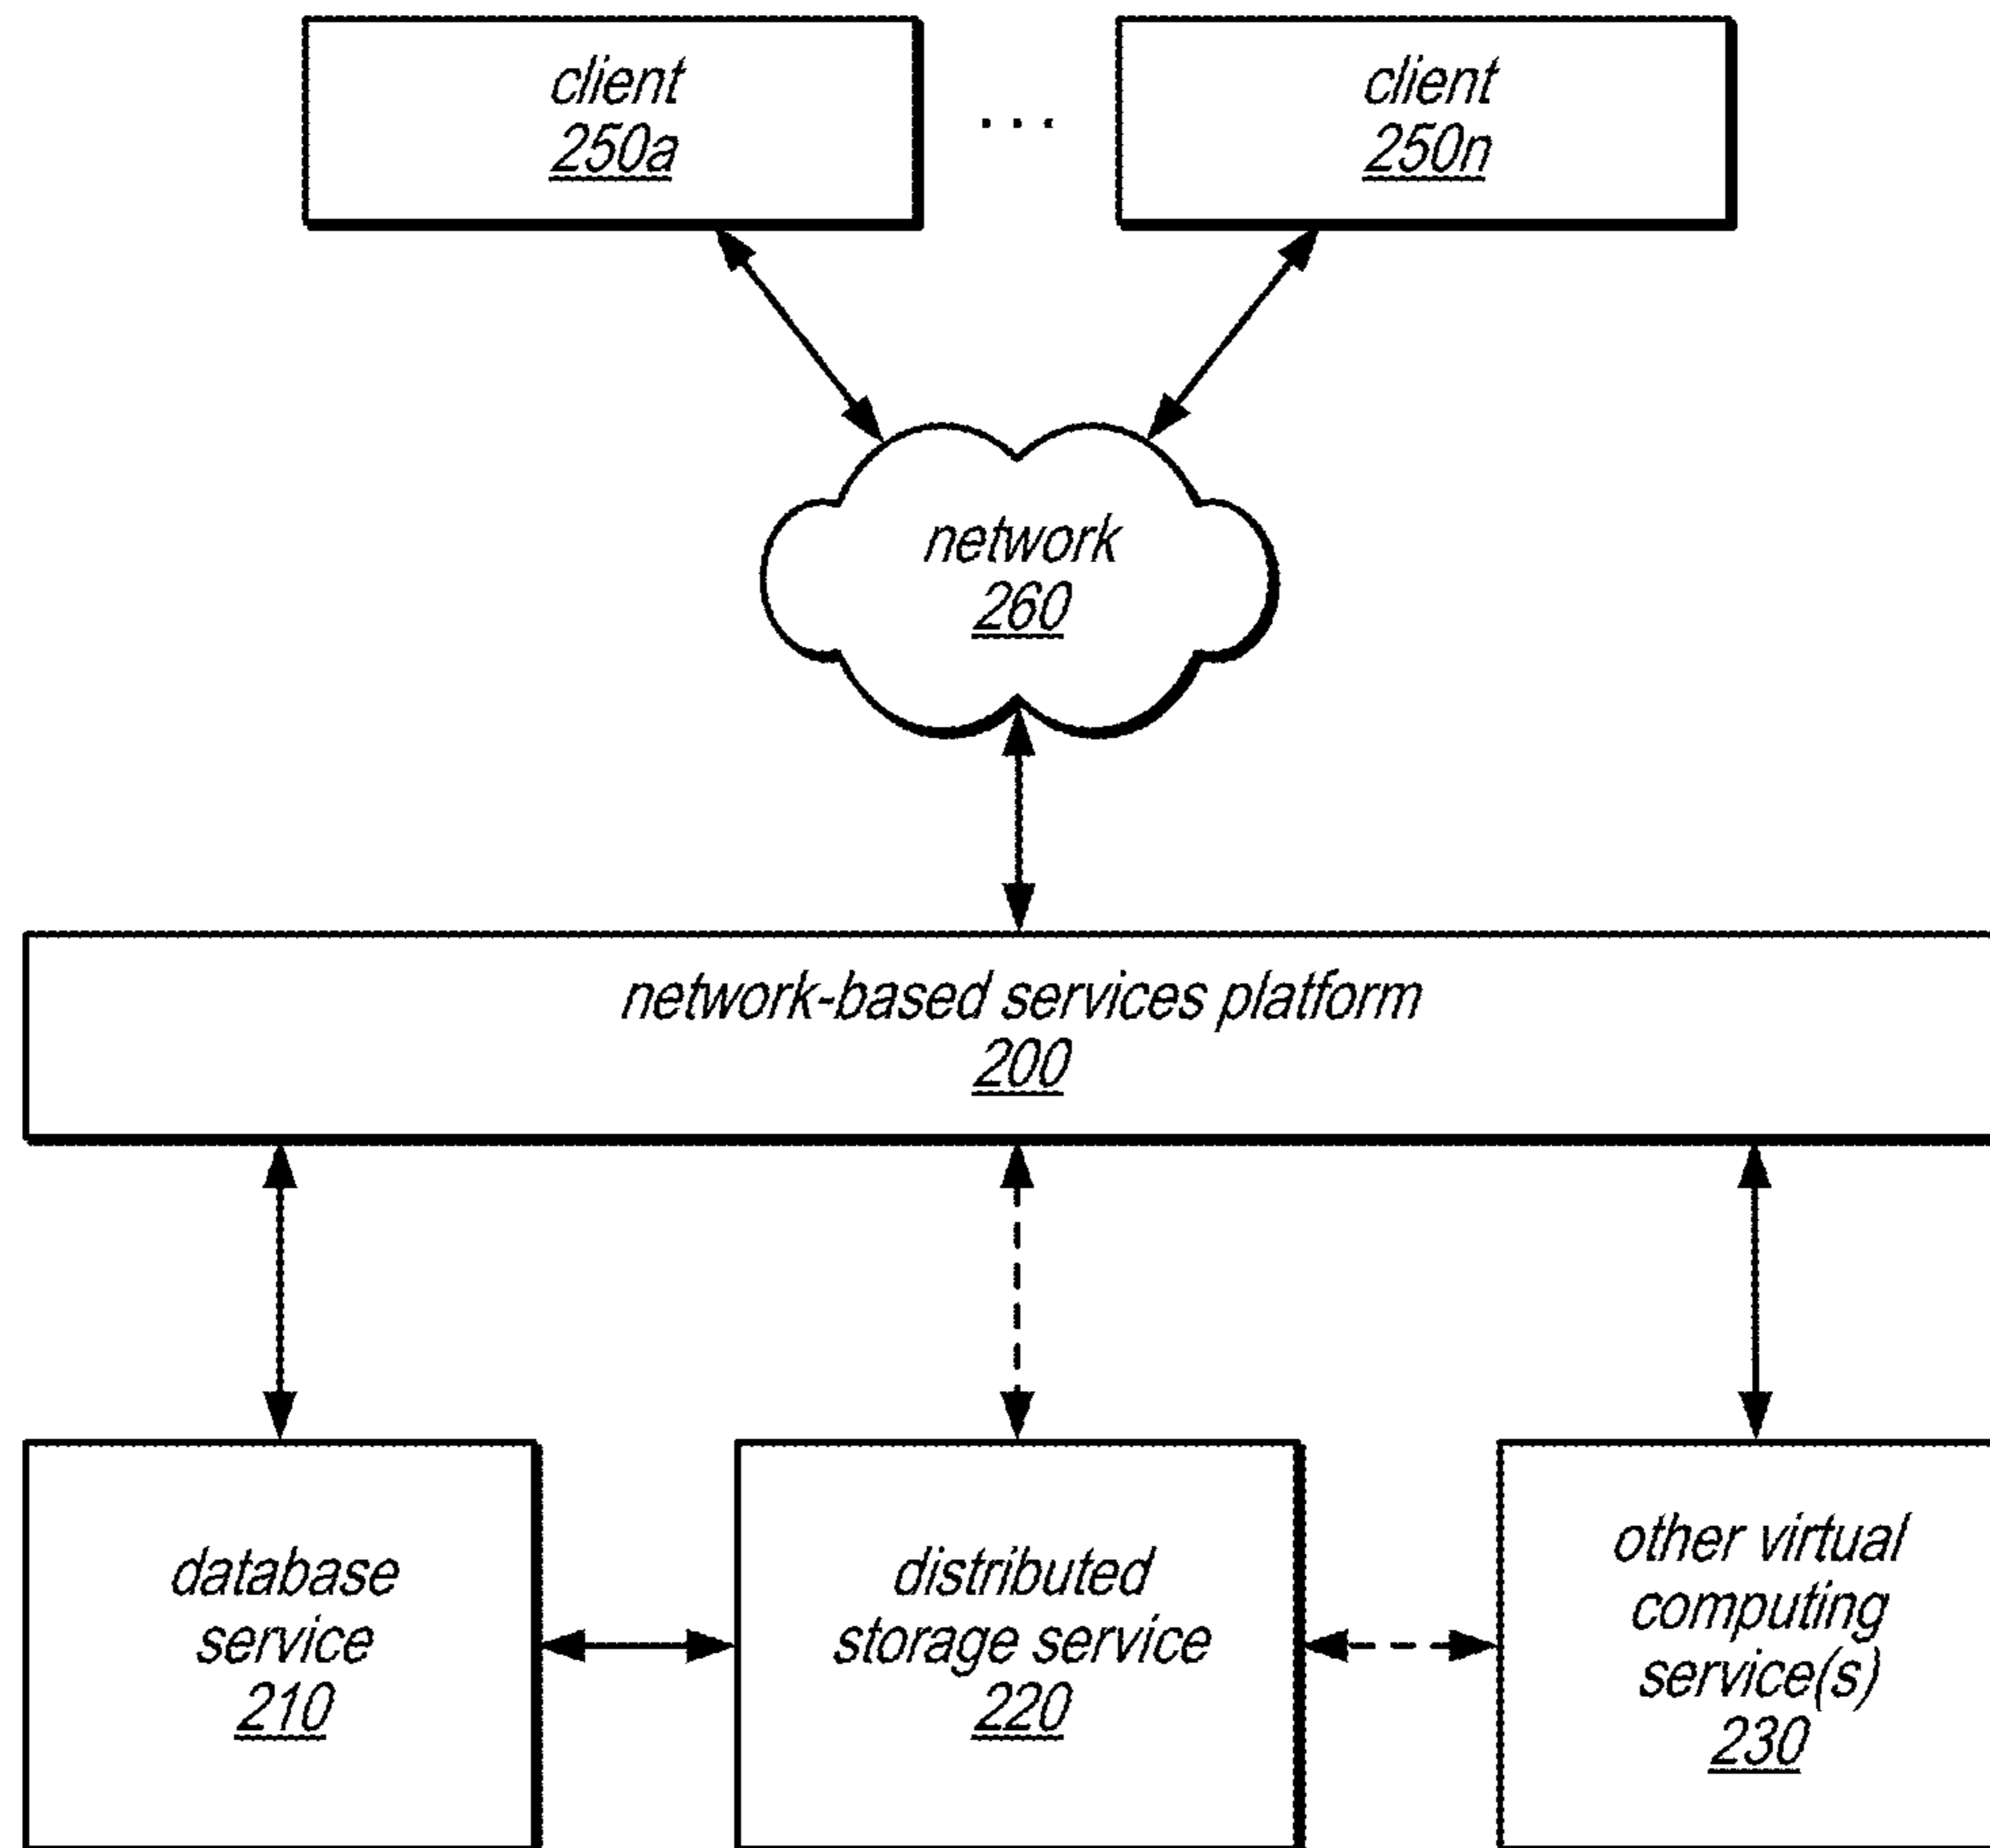 client
250a
. . .
client
250n
network
260
network-based services platform
200
database
service
210
distributed
storage service
220
other virtual
computing
service(s)
230